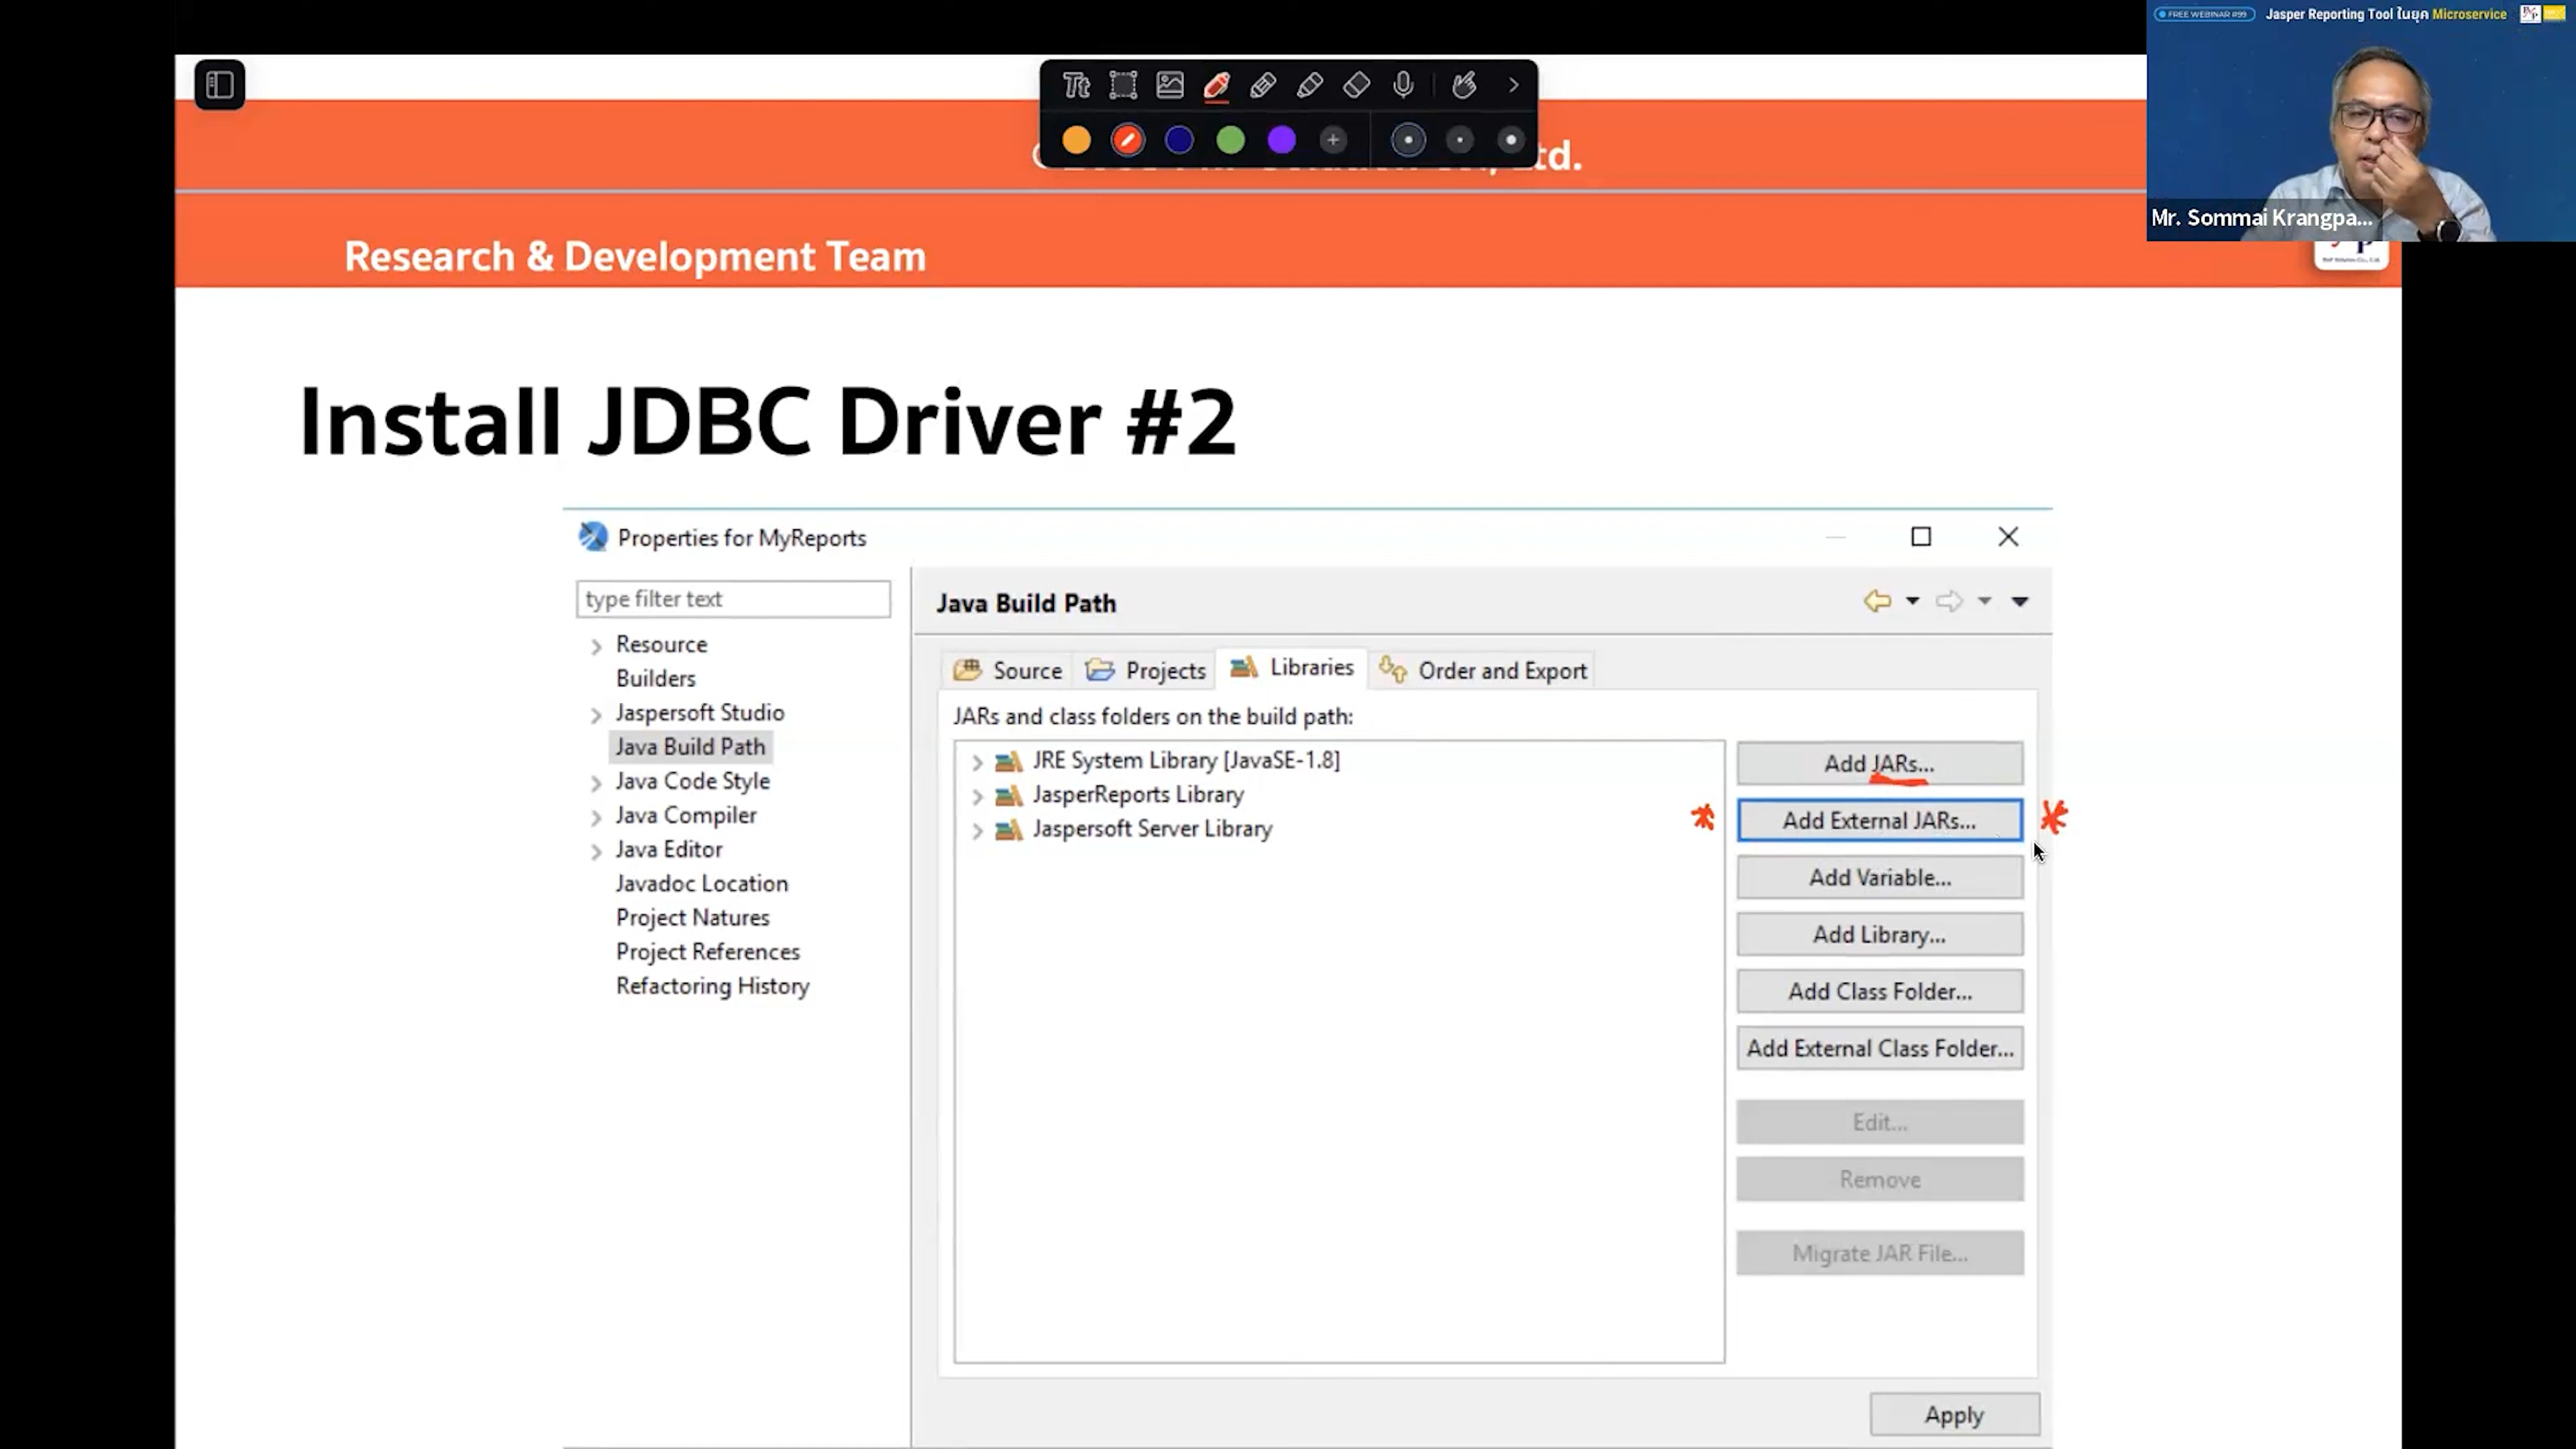 FREE WEBINAR #99
Jasper Reporting Tool ในยุค Microservice
Tt
td.
Mr. Sommai Krangpa...
Research & Development Team
Install JDBC Driver #2
Properties for MyReports
type filter text
Resource
Builders
Jaspersoft Studio
Java Build Path
Java Code Style
Java Compiler
Java Editor
Javadoc Location
Project Natures
Project References
Refactoring History
Java Build Path
Source
Projects
Libraries
Order and Export
JARs and class folders on the build path:
JRE System Library [JavaSE-1.8]
JasperReports Library
Jaspersoft Server Library
Add JARs...
Add External JARs...
Add Variable...
Add Library...
Add Class Folder...
Add External Class Folder...
Edit...
Remove
Migrate JAR File...
Apply